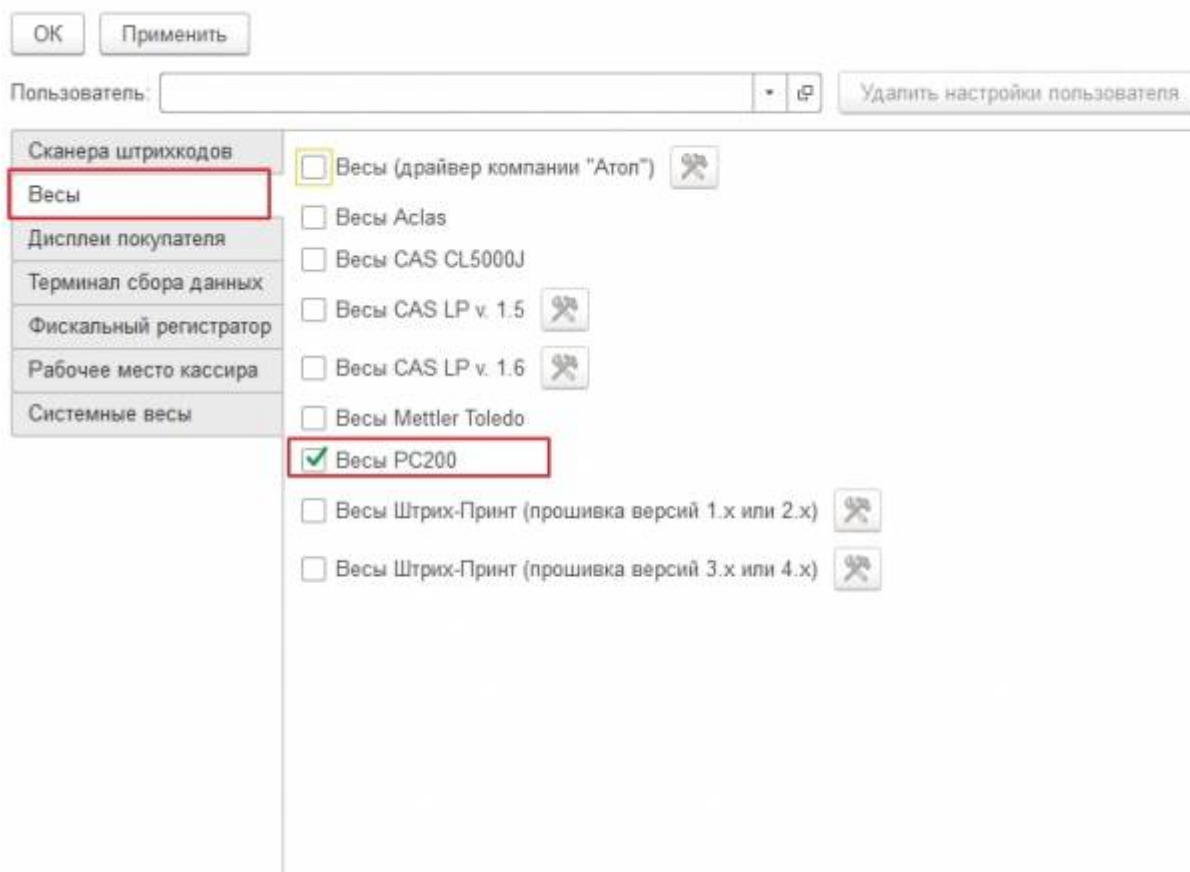 ОК
Применить
Пользователь:
Удалить настройки пользователя
Сканера штрихкодов
Весы
Дисплеи покупателя
Терминал сбора данных
Фискальный регистратор
Рабочее место кассира
Системные весы
Весы (драйвер компании "Атол")
Весы Aclas
Весы CAS CL5000J
Весы CAS LP v. 1.5
Весы CAS LP v. 1.6
Весы Mettler Toledo
Весы PC200
Весы Штрих-Принт (прошивка версий 1.x или 2.x)
Весы Штрих-Принт (прошивка версий 3.x или 4.x)